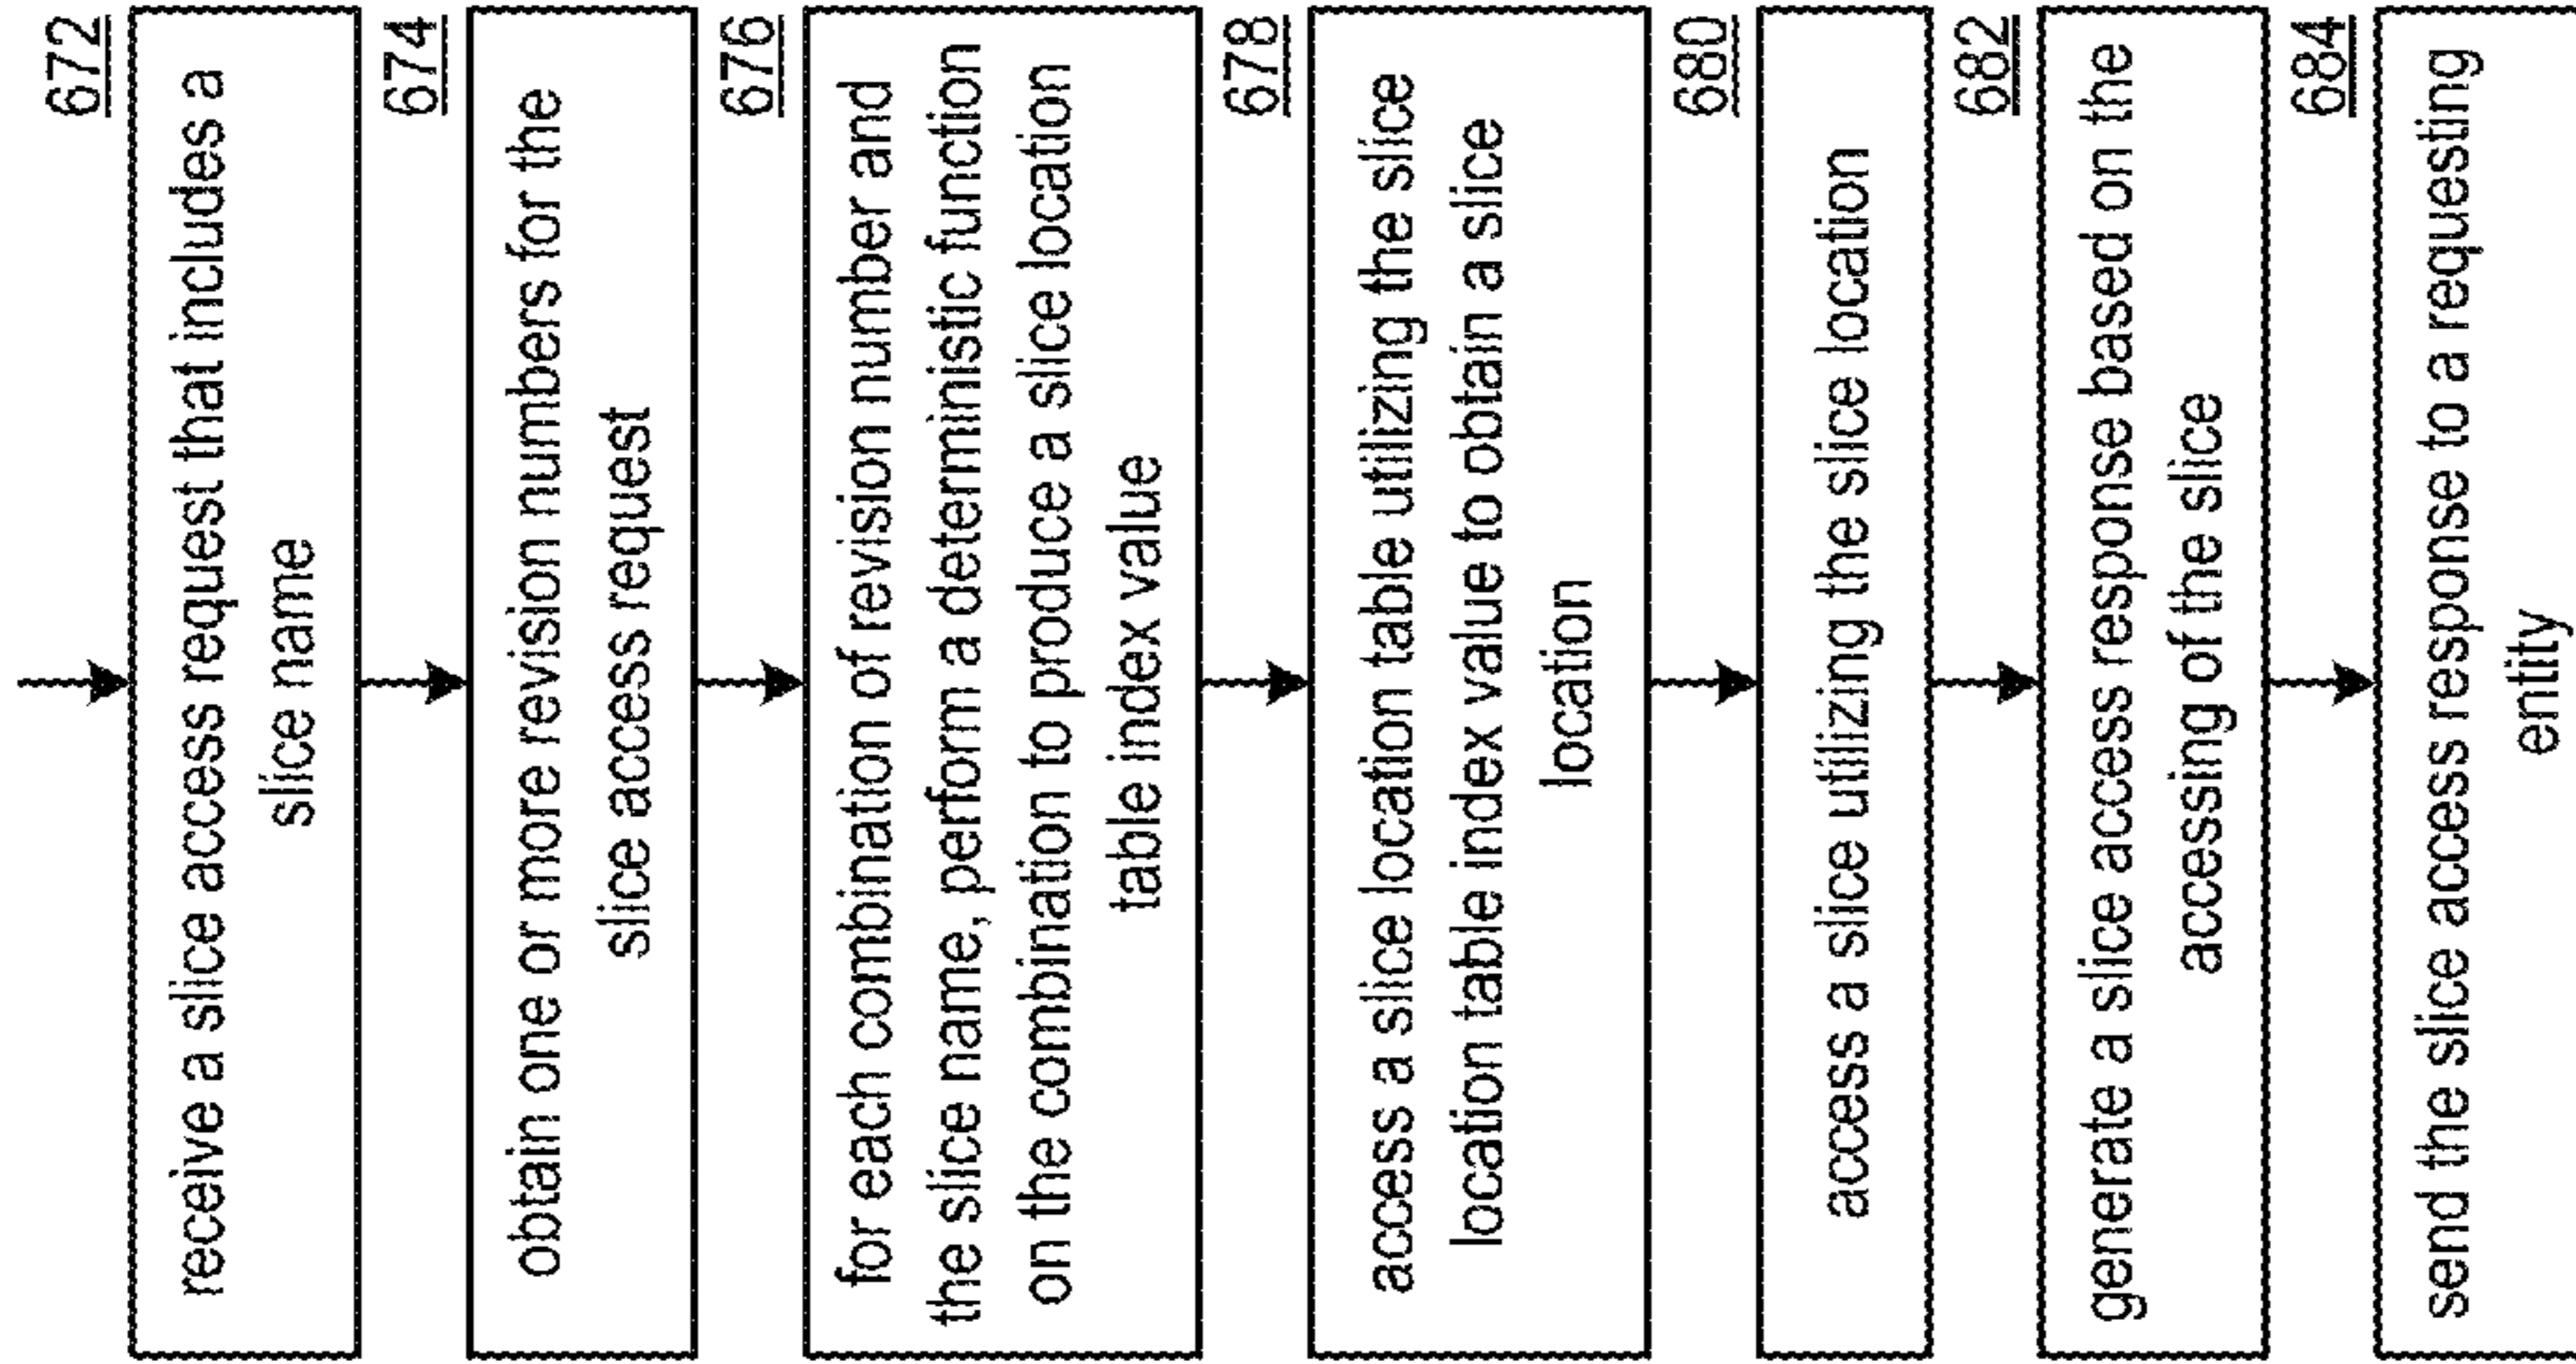 672
receive a slice access request that includes a
slice name
674
obtain one or more revision numbers for the
slice access request
676
for each combination of revision number and
the slice name, perform a deterministic function
on the combination to produce a slice location
table index value
678
access a slice location table utilizing the slice
location table index value to obtain a slice
location
680
access a slice utilizing the slice location
682
generate a slice access response based on the
accessing of the slice
684
send the slice access response to a requesting
entity